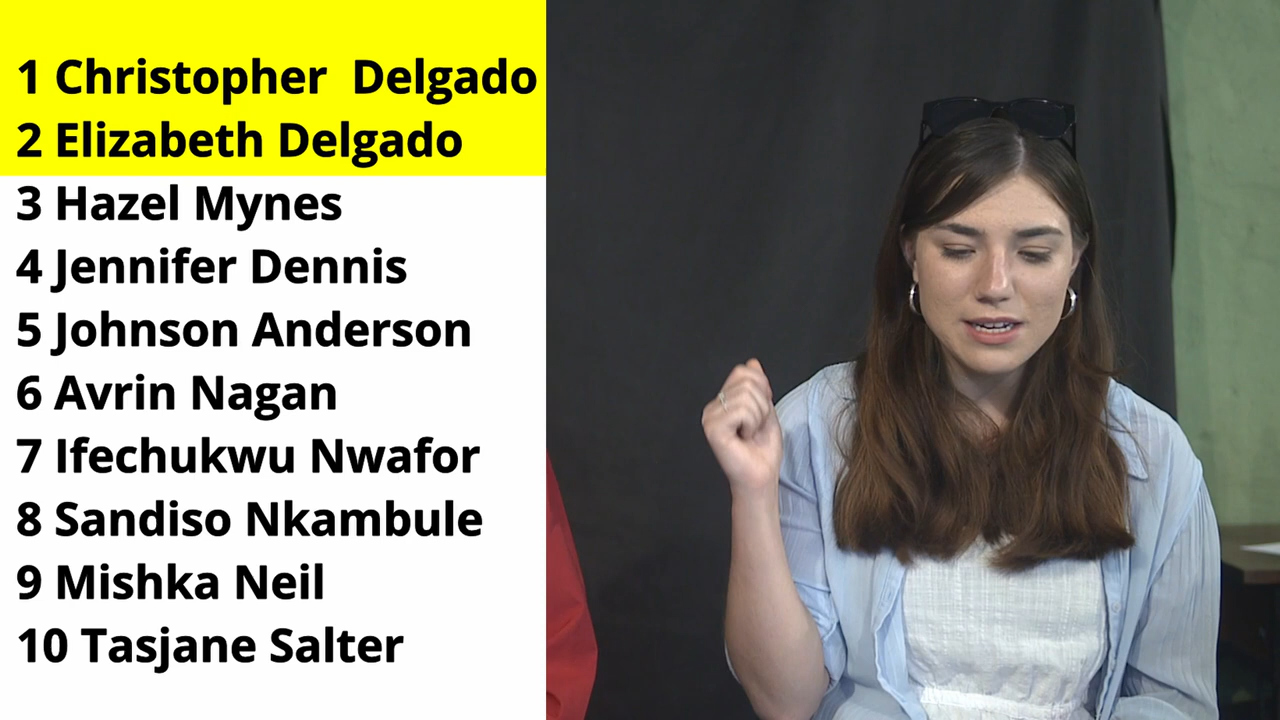 1 Christopher  Delgado
2 Elizabeth Delgado
3 Hazel Mynes
4 Jennifer Dennis
5 Johnson Anderson
6 Avrin Nagan
7 Ifechukwu Nwafor
8 Sandiso Nkambule
9 Mishka Neil
10 Tasjane Salter